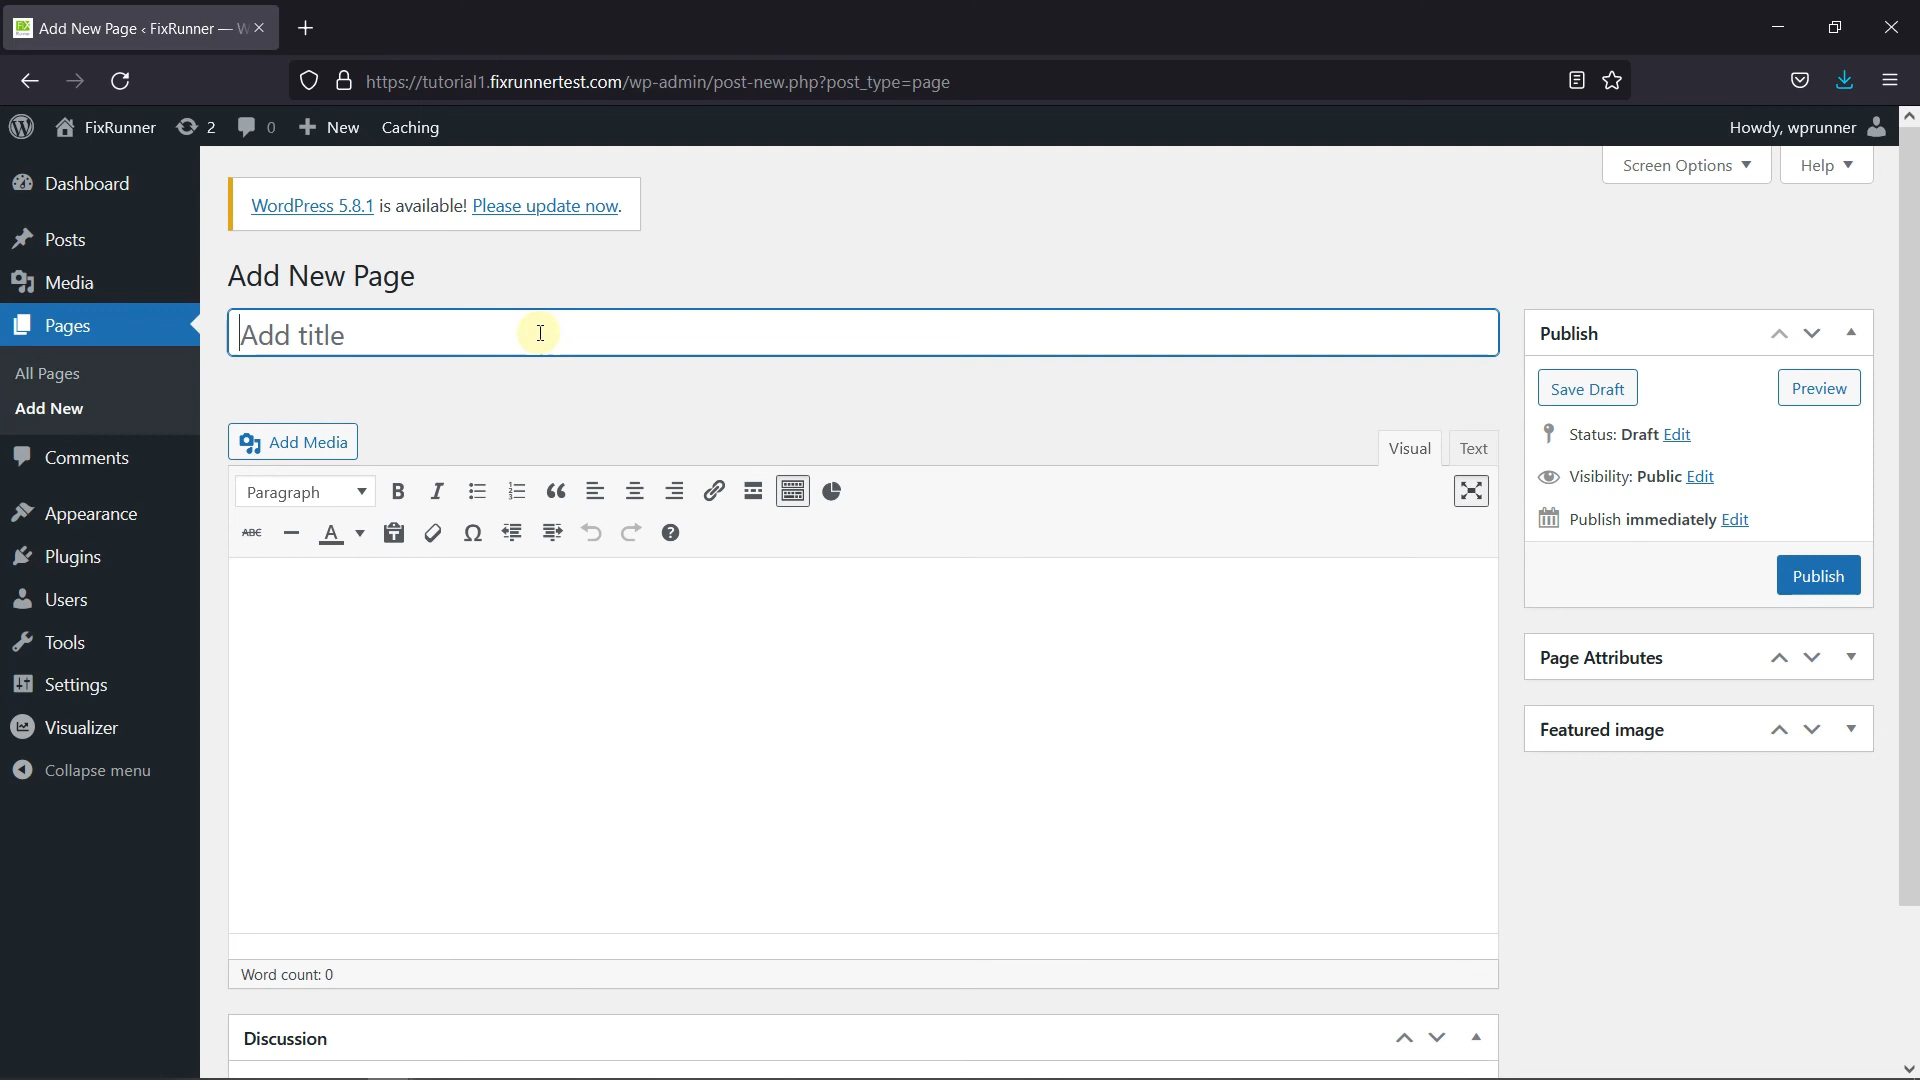 Add New Page ‹ FixRunner — W
https://tutorial1.fixrunnertest.com/wp-admin/post-new.php?post_type=page
FixRunner 2 0 New Caching Howdy, wprunner
Screen Options Help
Dashboard
Posts
Media
Pages
All Pages
Add New
Comments
Appearance
Plugins
Users
Tools
Settings
Visualizer
Collapse menu
WordPress 5.8.1 is available! Please update now.
Add New Page
Add title
Add Media
Visual Text
Paragraph B I
ABC A Ω
Word count: 0
Discussion
Publish
Save Draft Preview
Status: Draft Edit
Visibility: Public Edit
Publish immediately Edit
Publish
Page Attributes
Featured image